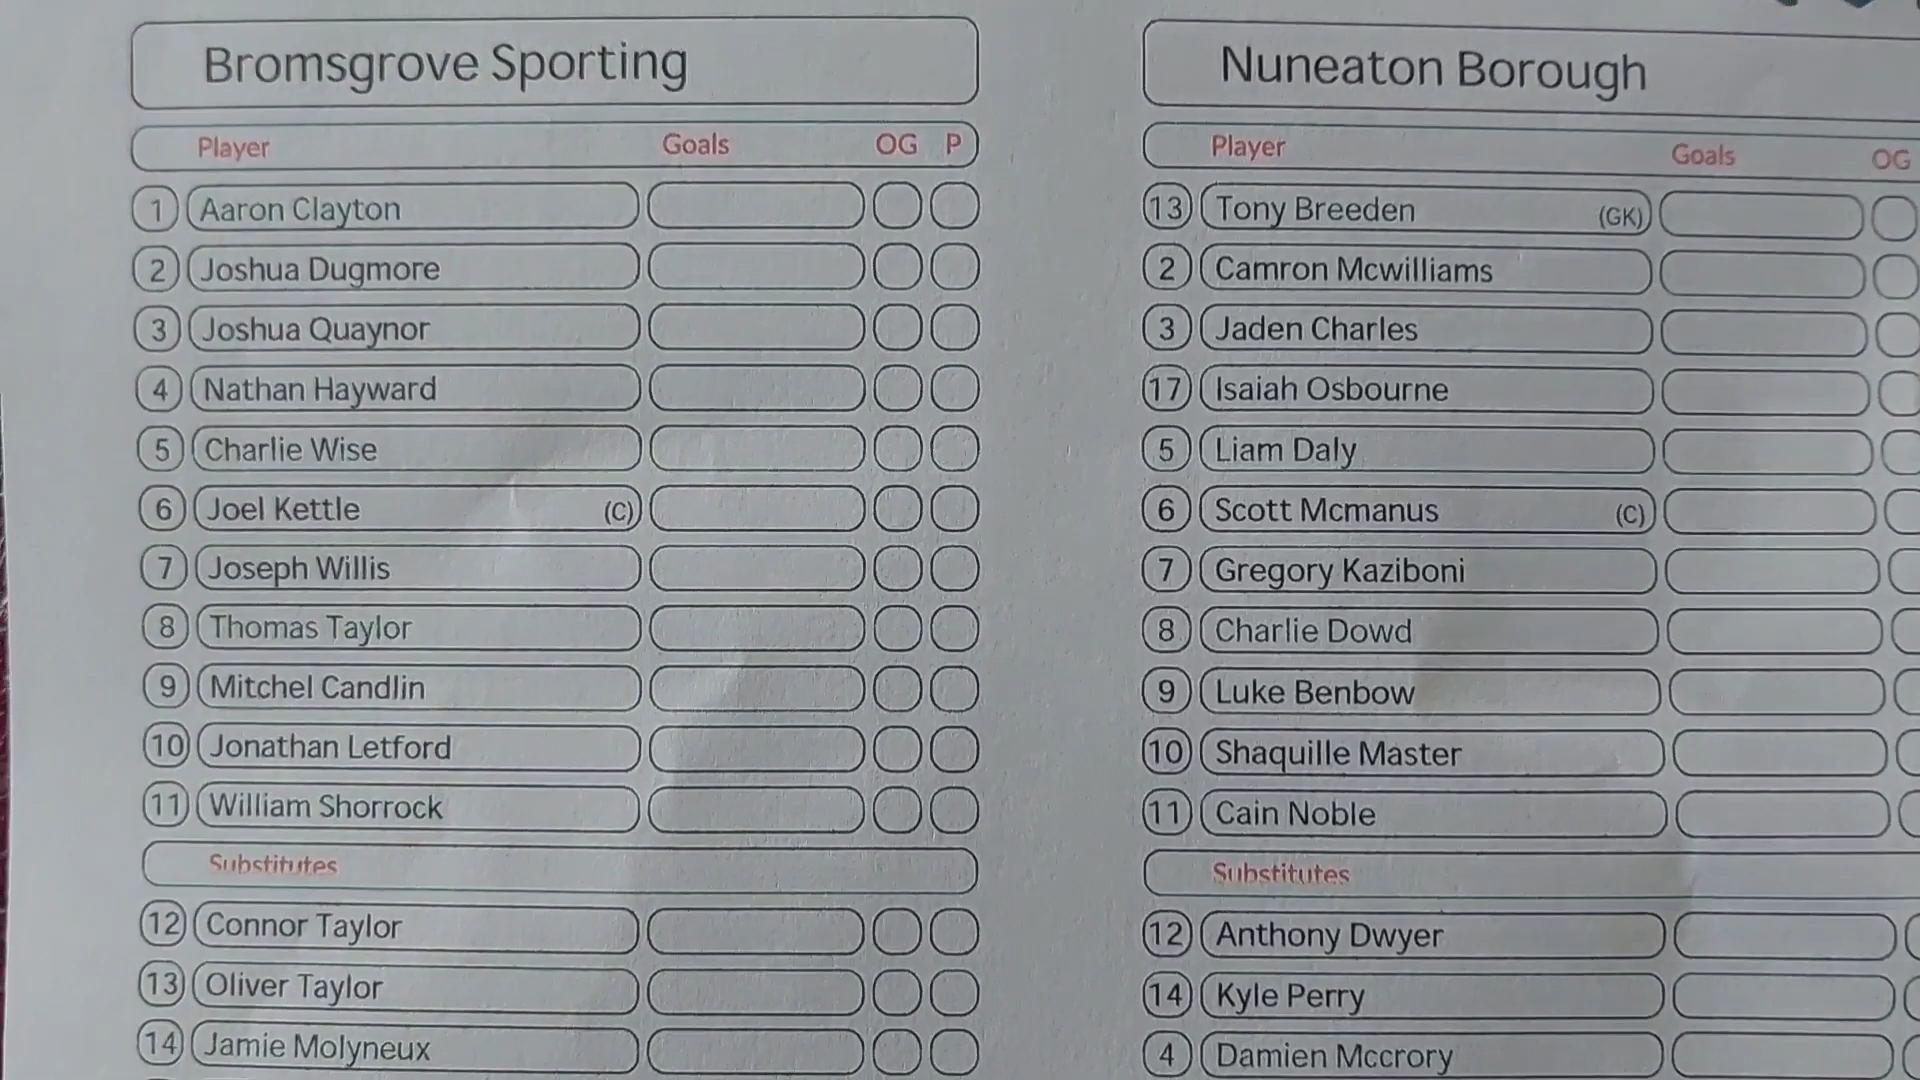 Bromsgrove Sporting
Player Goals OG P
1 Aaron Clayton
2 Joshua Dugmore
3 Joshua Quaynor
4 Nathan Hayward
5 Charlie Wise
6 Joel Kettle (C)
7 Joseph Willis
8 Thomas Taylor
9 Mitchel Candlin
10 Jonathan Letford
11 William Shorrock
Substitutes
12 Connor Taylor
13 Oliver Taylor
14 Jamie Molyneux
Nuneaton Borough
Player Goals OG
13 Tony Breeden (GK)
2 Camron Mcwilliams
3 Jaden Charles
17 Isaiah Osbourne
5 Liam Daly
6 Scott Mcmanus (C)
7 Gregory Kaziboni
8 Charlie Dowd
9 Luke Benbow
10 Shaquille Master
11 Cain Noble
Substitutes
12 Anthony Dwyer
14 Kyle Perry
4 Damien Mccrory